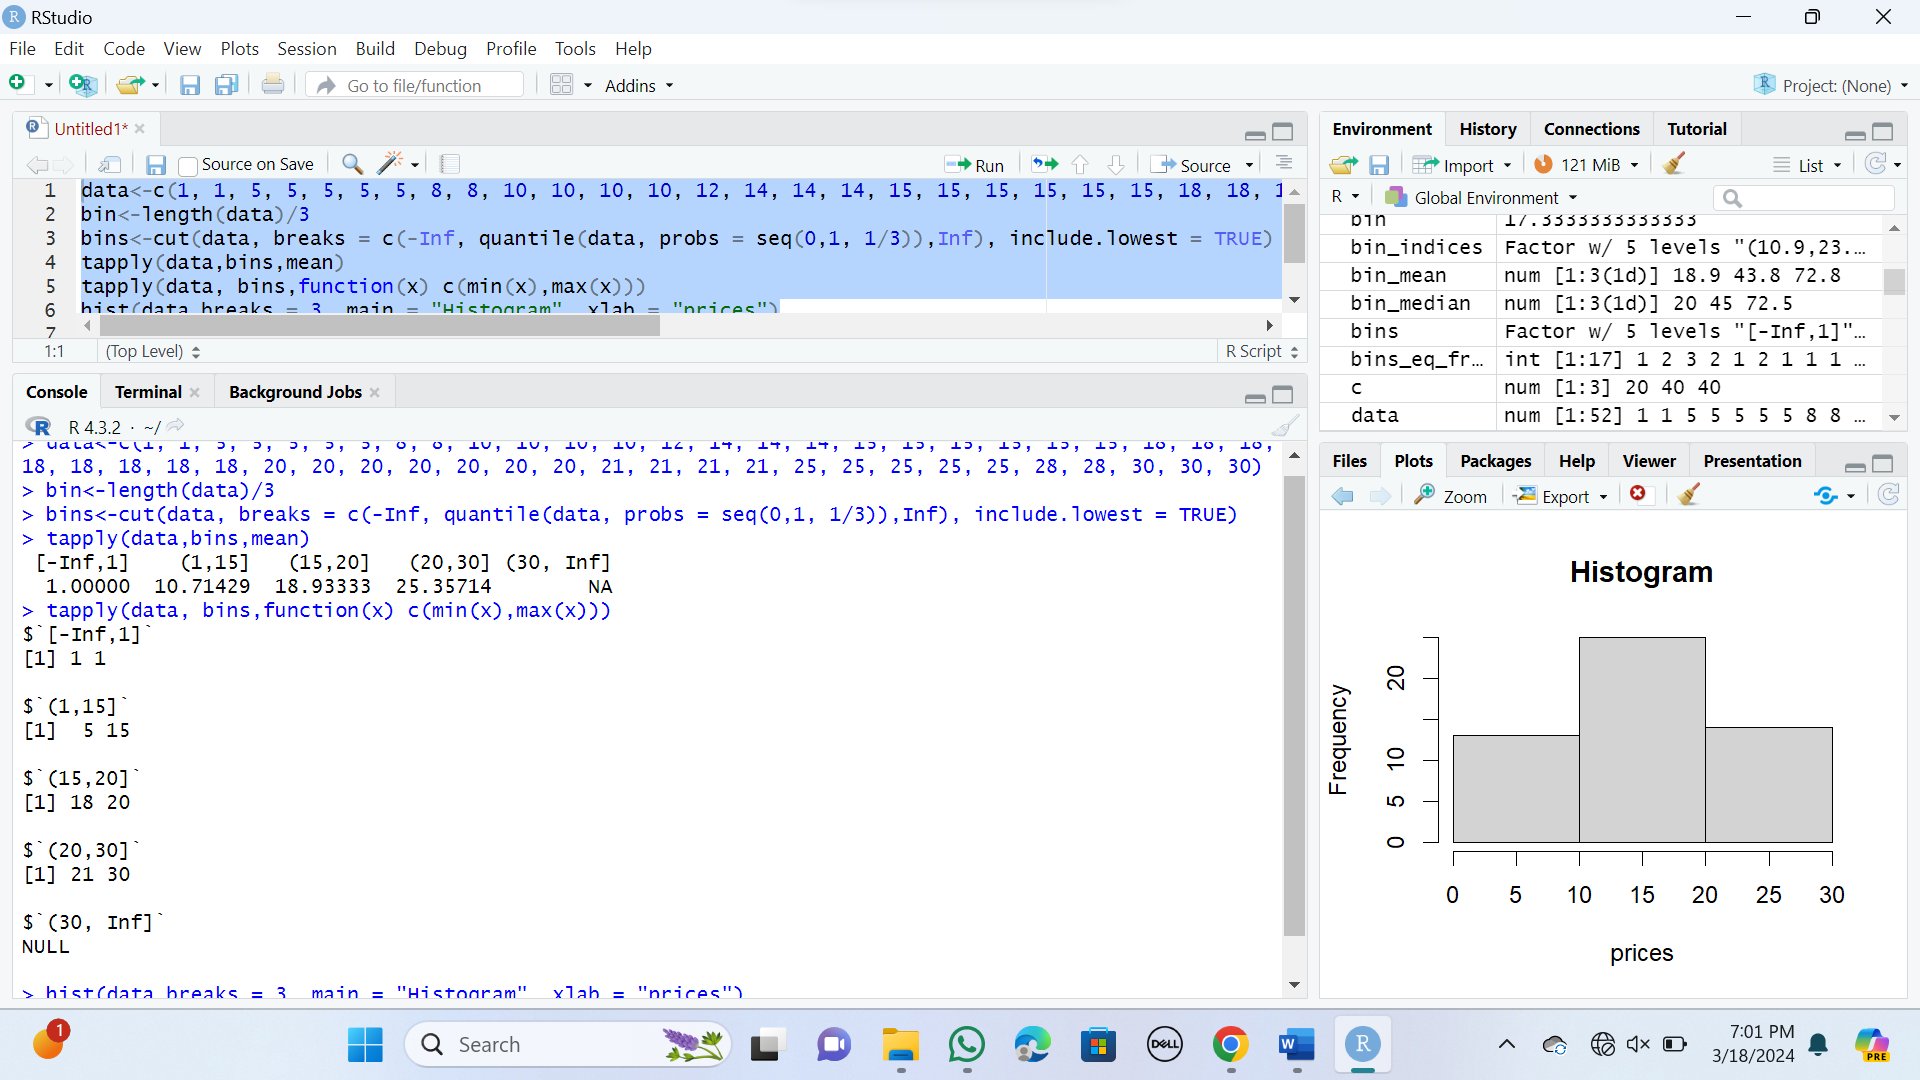 RStudio
File Edit Code View Plots Session Build Debug Profile Tools Help
Go to file/function Addins Project: (None)
Untitled1*
Source on Save Run Source
1 data<-c(1, 1, 5, 5, 5, 5, 5, 8, 8, 10, 10, 10, 10, 12, 14, 14, 14, 15, 15, 15, 15, 15, 15, 18, 18, 1
2 bin<-length(data)/3
3 bins<-cut(data, breaks = c(-Inf, quantile(data, probs = seq(0,1, 1/3)),Inf), include.lowest = TRUE)
4 tapply(data,bins,mean)
5 tapply(data, bins,function(x) c(min(x),max(x)))
6 hist(data breaks = 3 main = "Histogram" xlab = "prices")
7
1:1 (Top Level) R Script
Console Terminal Background Jobs
R 4.3.2 · ~/
> data<-c(1, 1, 5, 5, 5, 5, 5, 8, 8, 10, 10, 10, 10, 12, 14, 14, 14, 15, 15, 15, 15, 15, 15, 18, 18, 18,
18, 18, 18, 18, 18, 20, 20, 20, 20, 20, 20, 20, 21, 21, 21, 21, 25, 25, 25, 25, 25, 28, 28, 30, 30, 30)
> bin<-length(data)/3
> bins<-cut(data, breaks = c(-Inf, quantile(data, probs = seq(0,1, 1/3)),Inf), include.lowest = TRUE)
> tapply(data,bins,mean)
[-Inf,1] (1,15] (15,20] (20,30] (30, Inf]
1.00000 10.71429 18.93333 25.35714 NA
> tapply(data, bins,function(x) c(min(x),max(x)))
$`[-Inf,1]`
[1] 1 1
$`(1,15]`
[1] 5 15
$`(15,20]`
[1] 18 20
$`(20,30]`
[1] 21 30
$`(30, Inf]`
NULL
> hist(data breaks = 3 main = "Histogram" xlab = "prices")
Environment History Connections Tutorial
Import 121 MiB List
R Global Environment
bin 17.3333333333333
bin_indices Factor w/ 5 levels "(10.9,23.…
bin_mean num [1:3(1d)] 18.9 43.8 72.8
bin_median num [1:3(1d)] 20 45 72.5
bins Factor w/ 5 levels "[-Inf,1]"…
bins_eq_fr… int [1:17] 1 2 3 2 1 2 1 1 1 …
c num [1:3] 20 40 40
data num [1:52] 1 1 5 5 5 5 5 8 8 …
Files Plots Packages Help Viewer Presentation
Zoom Export
Histogram
Frequency
20
10
5
0
0 5 10 15 20 25 30
prices
1
Search
DELL
W
R
7:01 PM
3/18/2024
PRE